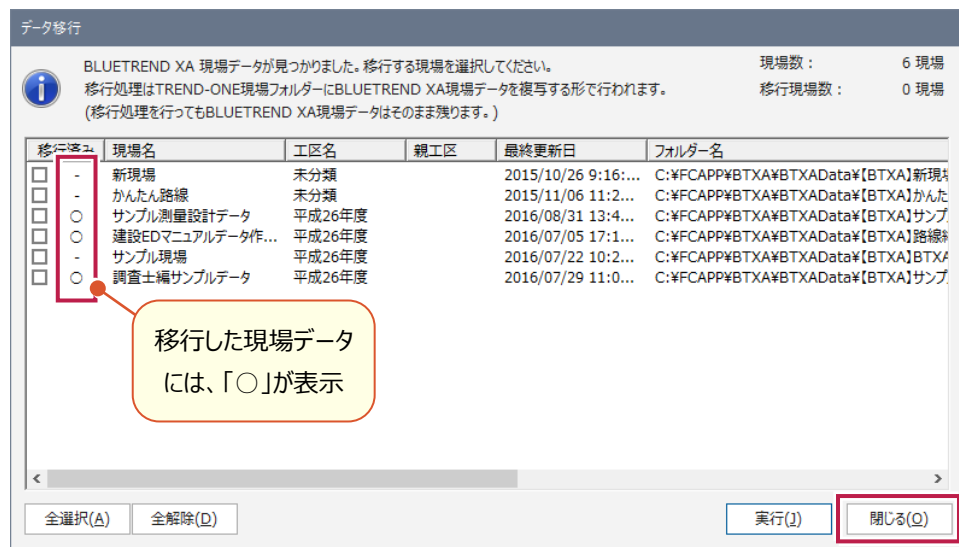 データ移行
BLUETREND XA 現場データが見つかりました。移行する現場を選択してください。
移行処理はTREND-ONE現場フォルダーにBLUETREND XA現場データを複写する形で行われます。
(移行処理を行ってもBLUETREND XA現場データはそのまま残ります。)
現場数： 6 現場
移行現場数： 0 現場
移行済み 現場名 工区名 親工区 最終更新日 フォルダー名
- 新現場 未分類 2015/10/26 9:16:... C:¥FCAPP¥BTXA¥BTXAData¥【BTXA】新現場
- かんたん路線 未分類 2015/11/06 11:2... C:¥FCAPP¥BTXA¥BTXAData¥【BTXA】かんた
○ サンプル測量設計データ 平成26年度 2016/08/31 13:4... C:¥FCAPP¥BTXA¥BTXAData¥【BTXA】サンプ
○ 建設EDマニュアルデータ作... 平成26年度 2016/07/05 17:1... C:¥FCAPP¥BTXA¥BTXAData¥【BTXA】路線
- サンプル現場 平成26年度 2016/07/22 10:2... C:¥FCAPP¥BTXA¥BTXAData¥【BTXA】BTXA
○ 調査士編サンプルデータ 平成26年度 2016/07/29 11:0... C:¥FCAPP¥BTXA¥BTXAData¥【BTXA】サンプ
移行した現場データ
には、「○」が表示
全選択(A) 全解除(D) 実行(J) 閉じる(O)